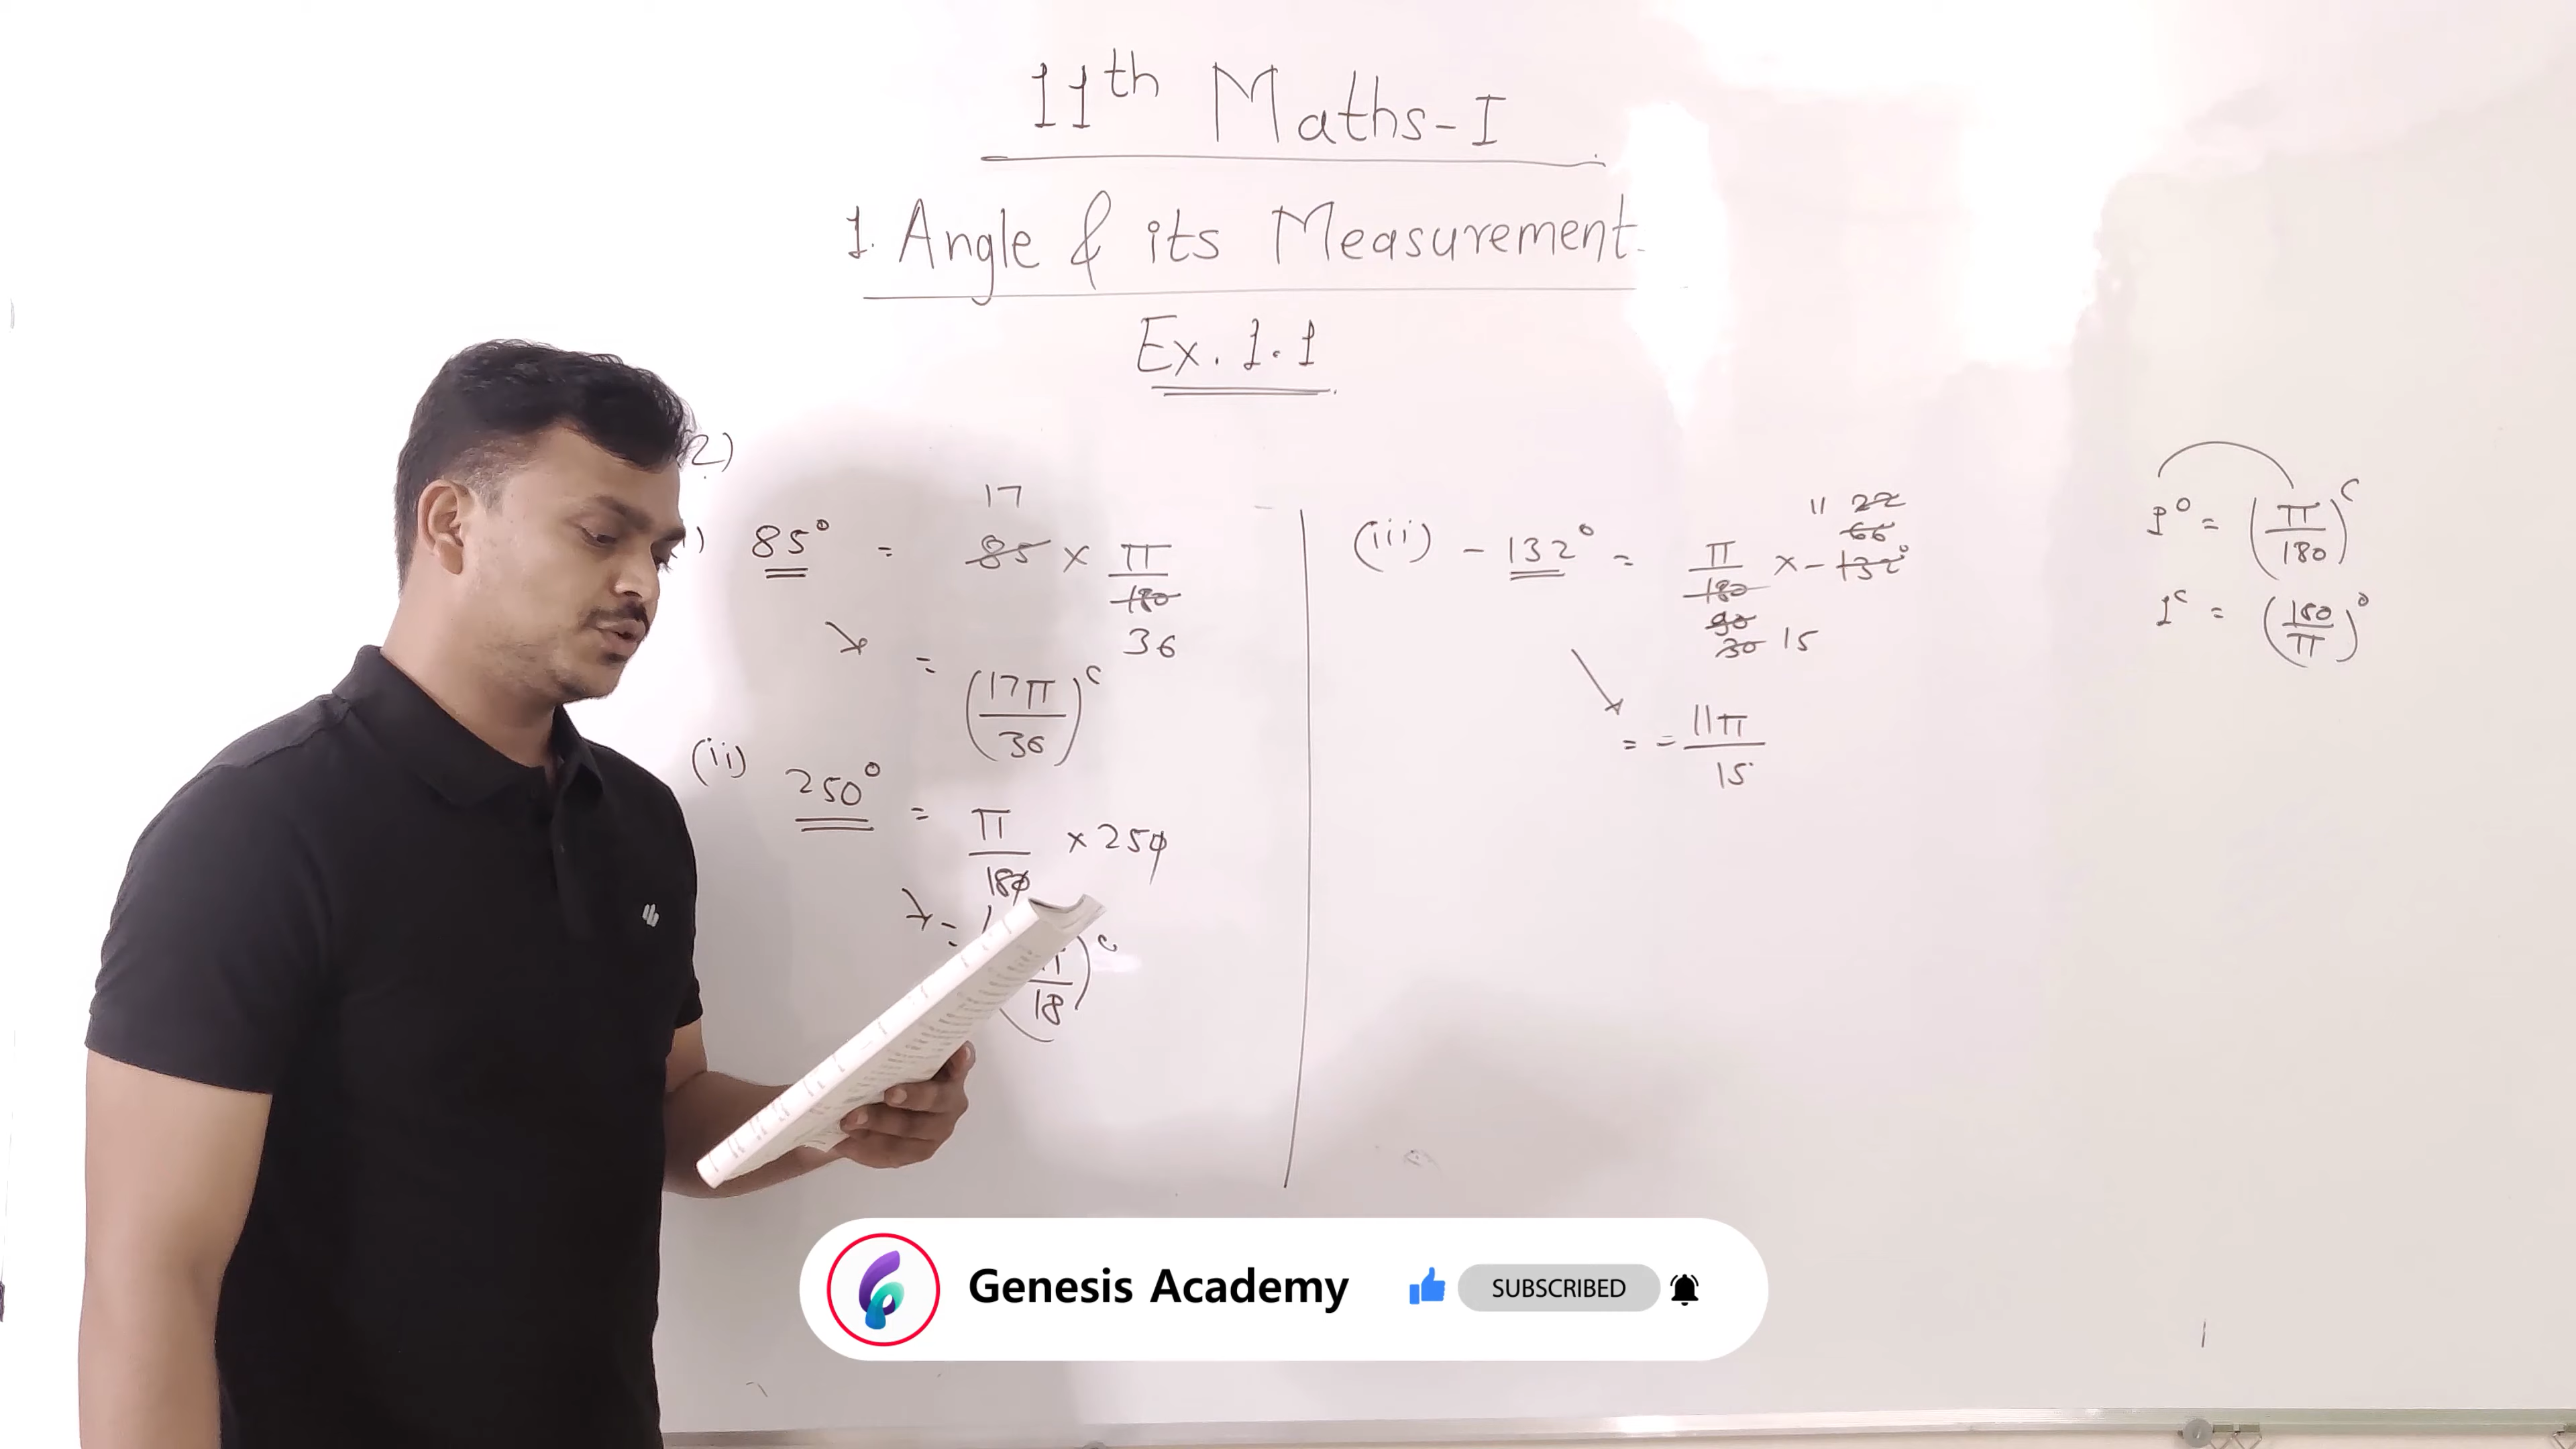 11th Maths-I
1. Angle & its Measurement.
Ex. 1.1
2)
) 85° = 85 × π/180
17
36
= (17π/36)^c
(ii) 250° = π/180 × 250
= π/18)^c
(iii) - 132° = π/180 × - 132°
11 22
66
90
30 15
= - 11π/15
1° = (π/180)^c
1^c = (180/π)°
Genesis Academy
SUBSCRIBED